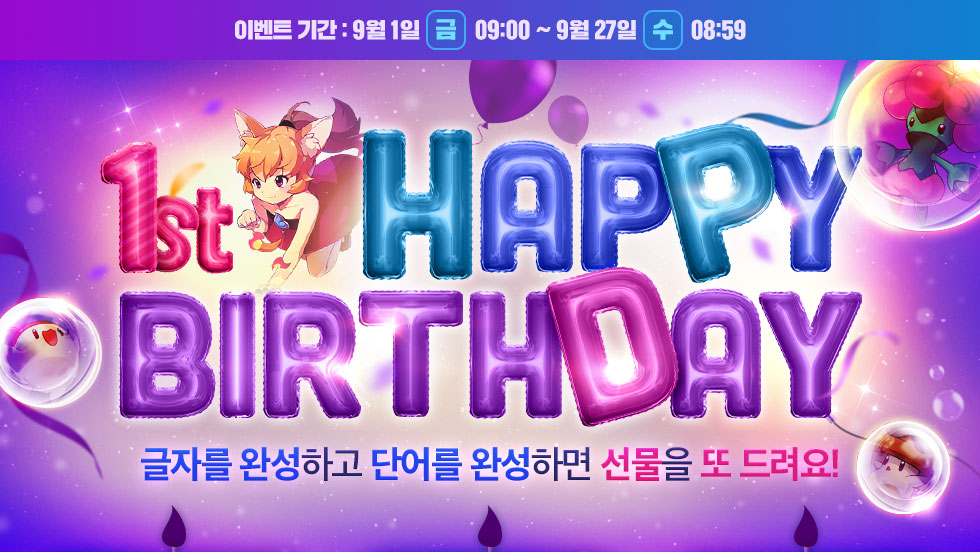 이벤트 기간 : 9월 1일 금 09:00 ~ 9월 27일 수 08:59
1st HAPPY
BIRTHDAY
글자를 완성하고 단어를 완성하면 선물을 또 드려요!